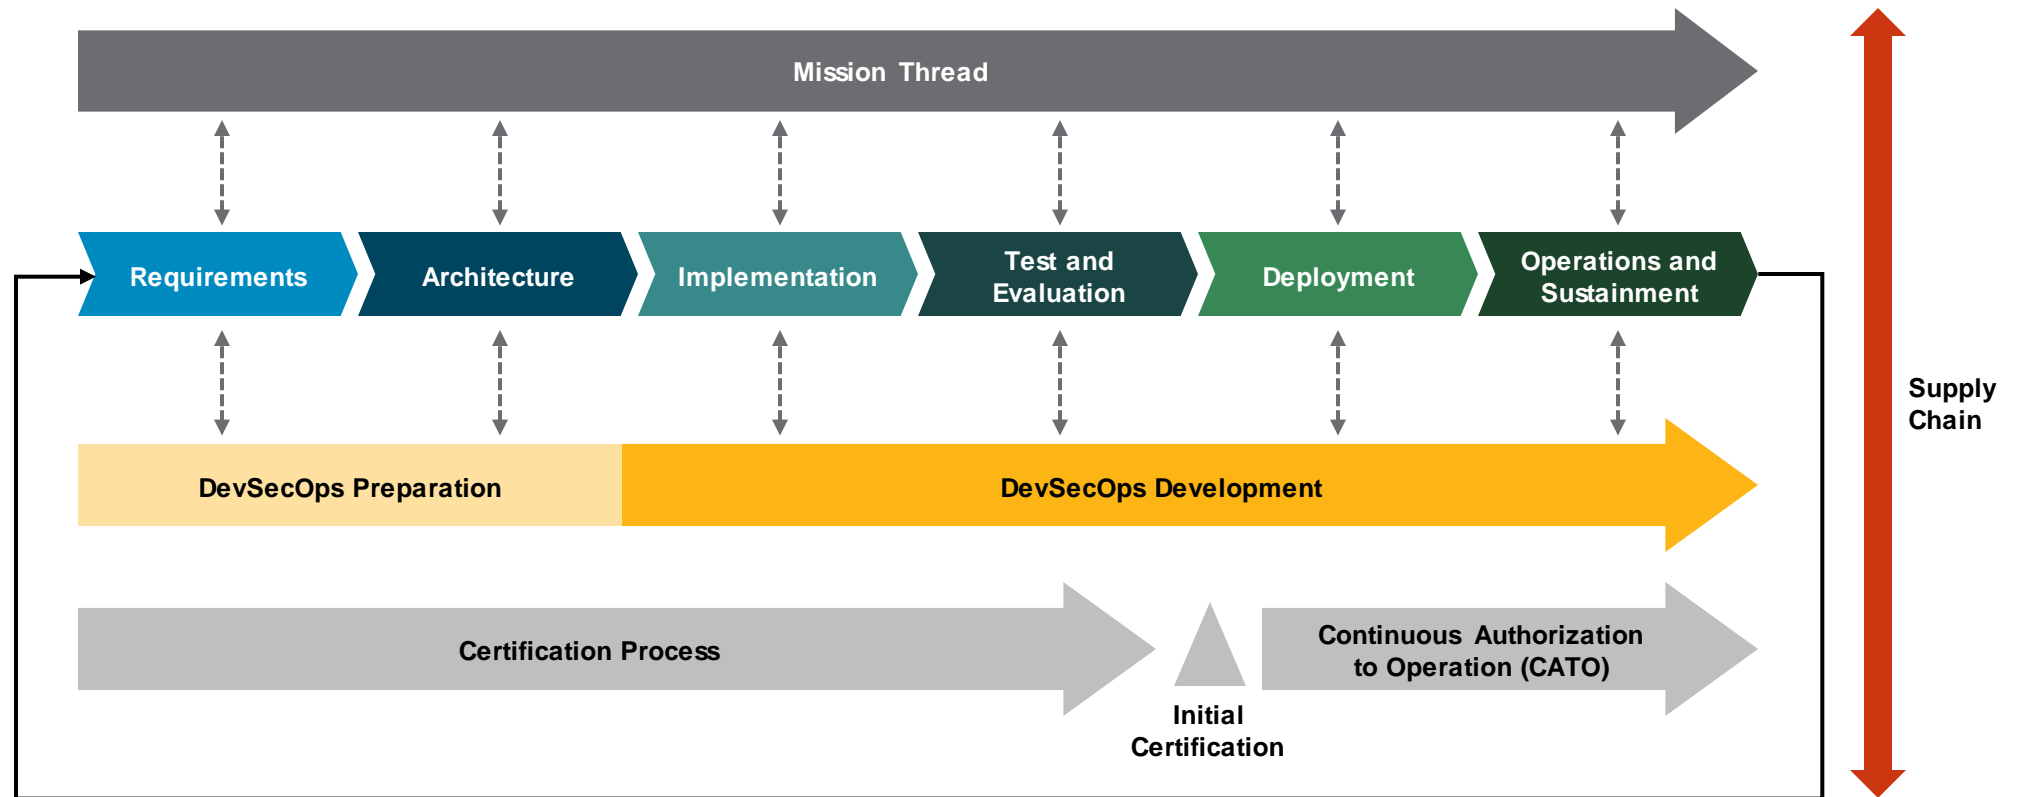 Mission Thread
Requirements
Architecture
Implementation
Test and
Evaluation
Deployment
Operations and
Sustainment
Supply
Chain
DevSecOps Preparation
DevSecOps Development
Certification Process
Initial
Certification
Continuous Authorization
to Operation (CATO)